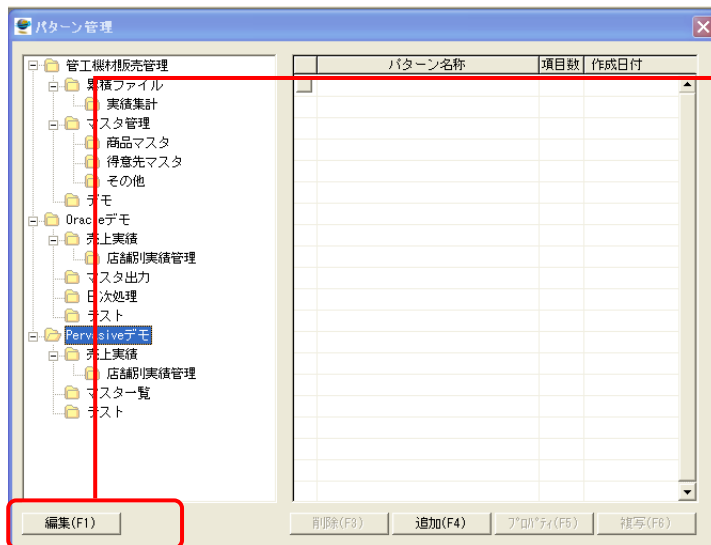 パターン管理
管工機材販売管理
累積ファイル
実績集計
マスタ管理
商品マスタ
得意先マスタ
その他
デモ
Oracleデモ
売上実績
店舗別実績管理
マスタ出力
日次処理
テスト
Pervasiveデモ
売上実績
店舗別実績管理
マスター覧
テスト
パターン名称 項目数 作成日付
編集(F1) 削除(F3) 追加(F4) プロパティ(F5) 複写(F6)